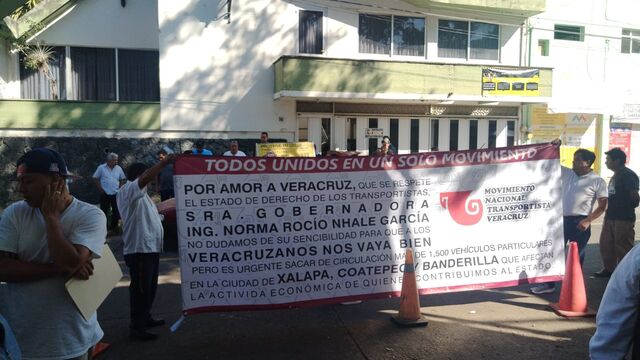 TODOS UNIDOS EN UN SOLO MOVIMIENTO
POR AMOR A VERACRUZ, QUE SE RESPETE
EL ESTADO DE DERECHO DE LOS TRANSPORTISTAS,
SRA. GOBERNADORA
ING. NORMA ROCÍO NHALE GARCÍA
NO DUDAMOS DE SU SENCIBILIDAD PARA QUE A LOS
VERACRUZANOS NOS VAYA BIEN
PERO ES URGENTE SACAR DE CIRCULACIÓN MAS DE 1,500 VEHÍCULOS PARTICULARES
EN LA CIUDAD DE XALAPA, COATEPEC Y BANDERILLA QUE AFECTAN
LA ACTIVIDA ECONÓMICA DE QUIENES CONTRIBUIMOS AL ESTADO.
MOVIMIENTO
NACIONAL
TRANSPORTISTA
VERACRUZ